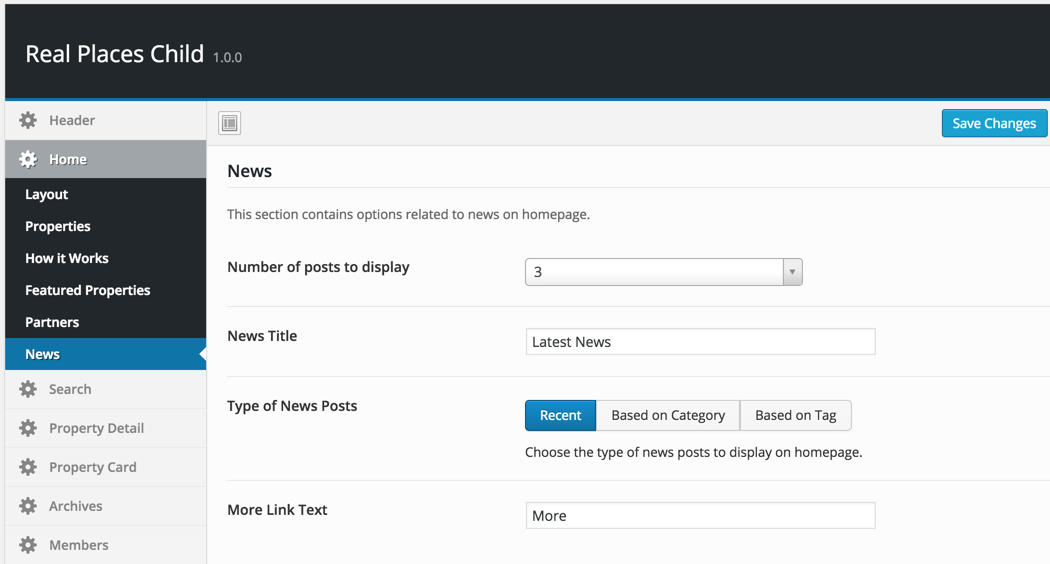 Real Places Child 1.0.0
Header
Home
Layout
Properties
How it Works
Featured Properties
Partners
News
Search
Property Detail
Property Card
Archives
Members
Save Changes
News
This section contains options related to news on homepage.
Number of posts to display
3
News Title
Latest News
Type of News Posts
Recent Based on Category Based on Tag
Choose the type of news posts to display on homepage.
More Link Text
More